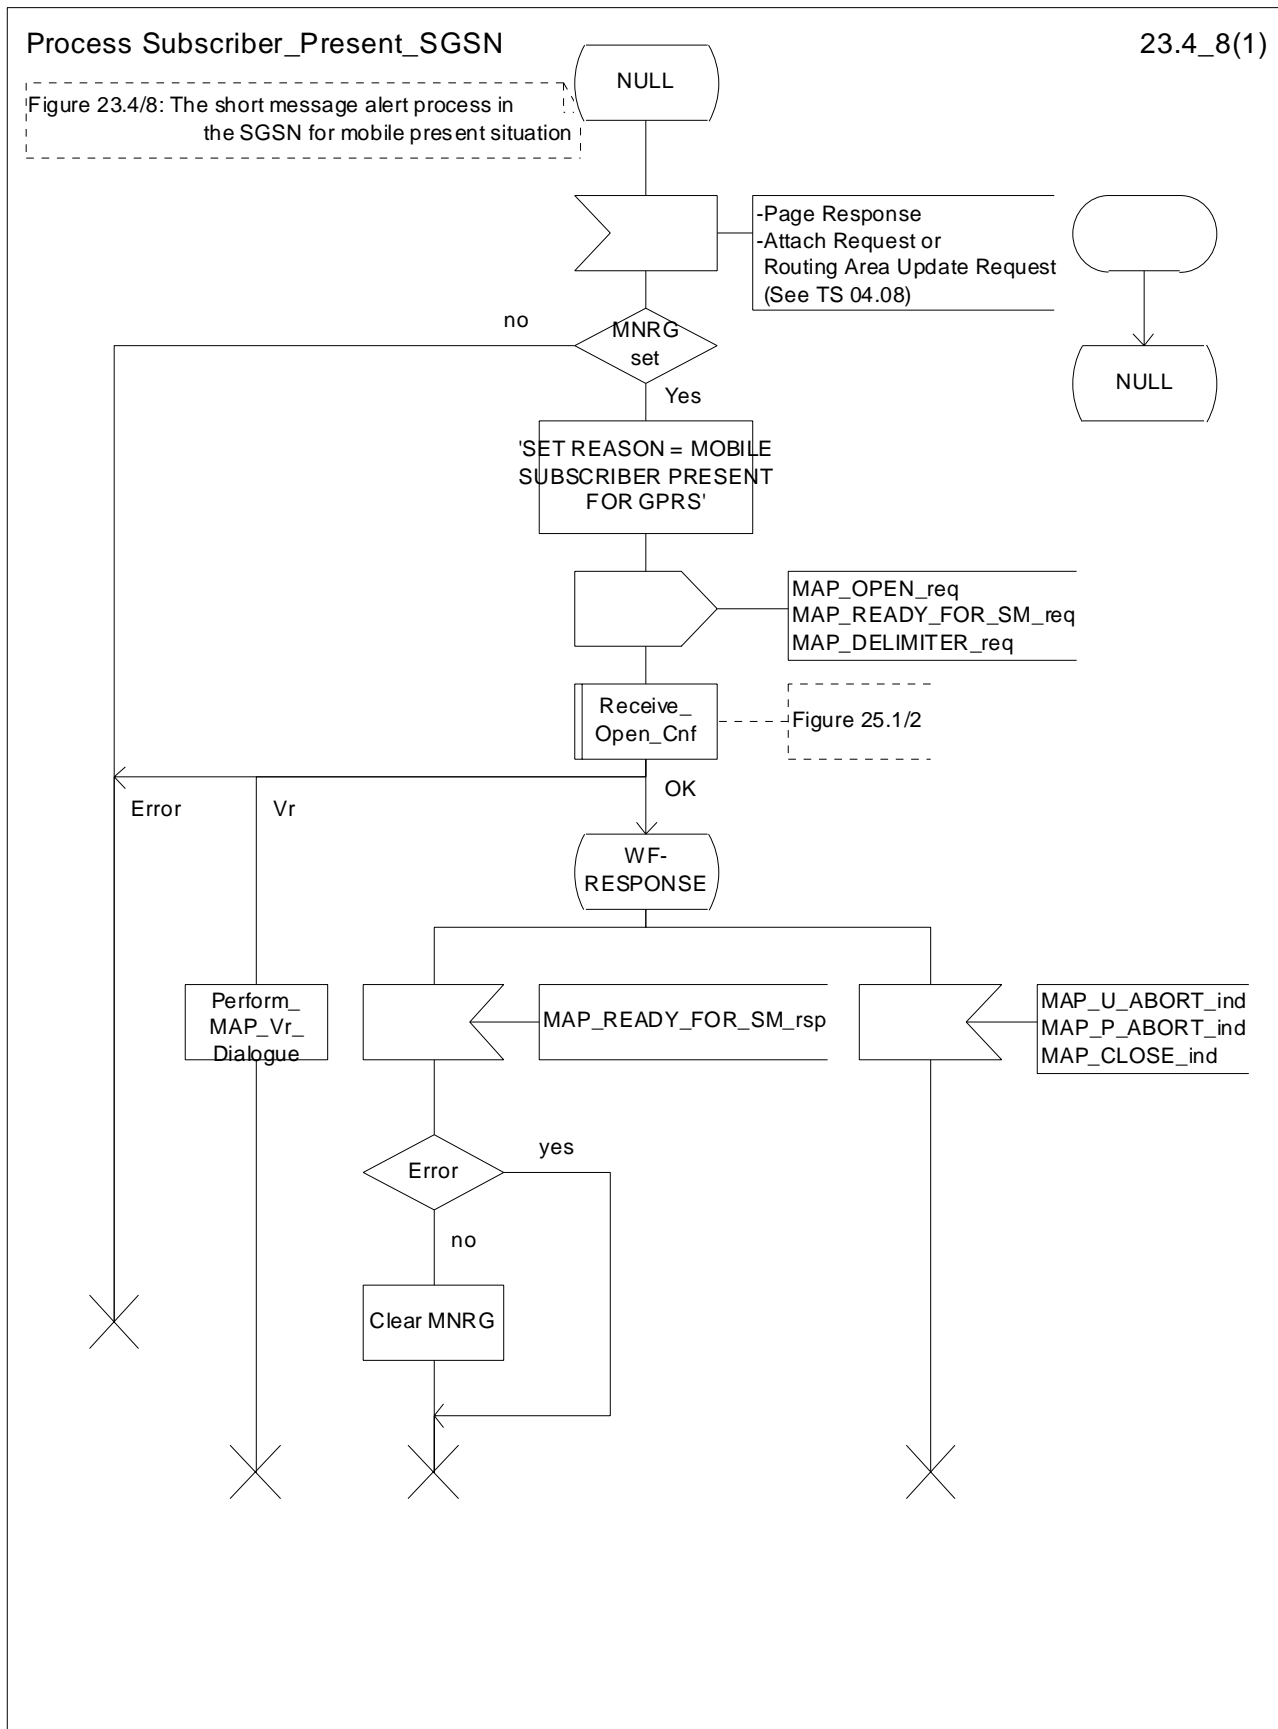 Process Subscriber_Present_SGSN
23.4_8(1)
Figure 23.4/8: The short message alert process in
the SGSN for mobile present situation
NULL
-Page Response
-Attach Request or
Routing Area Update Request
(See TS 04.08)
NULL
no
MNRG
set
Yes
'SET REASON = MOBILE
SUBSCRIBER PRESENT
FOR GPRS'
MAP_OPEN_req
MAP_READY_FOR_SM_req
MAP_DELIMITER_req
Receive_
Open_Cnf
Figure 25.1/2
Error
Vr
OK
WF-
RESPONSE
Perform_
MAP_Vr_
Dialogue
MAP_READY_FOR_SM_rsp
MAP_U_ABORT_ind
MAP_P_ABORT_ind
MAP_CLOSE_ind
Error
yes
no
Clear MNRG